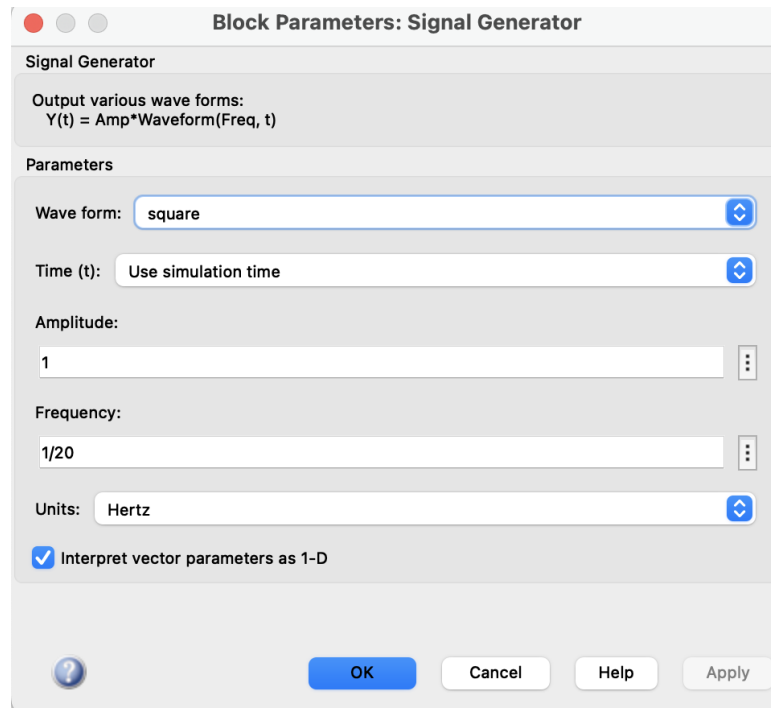 Block Parameters: Signal Generator
Signal Generator
Output various wave forms:
Y(t) = Amp*Waveform(Freq, t)
Parameters
Wave form: square
Time (t): Use simulation time
Amplitude:
1
Frequency:
1/20
Units: Hertz
Interpret vector parameters as 1-D
? OK Cancel Help Apply